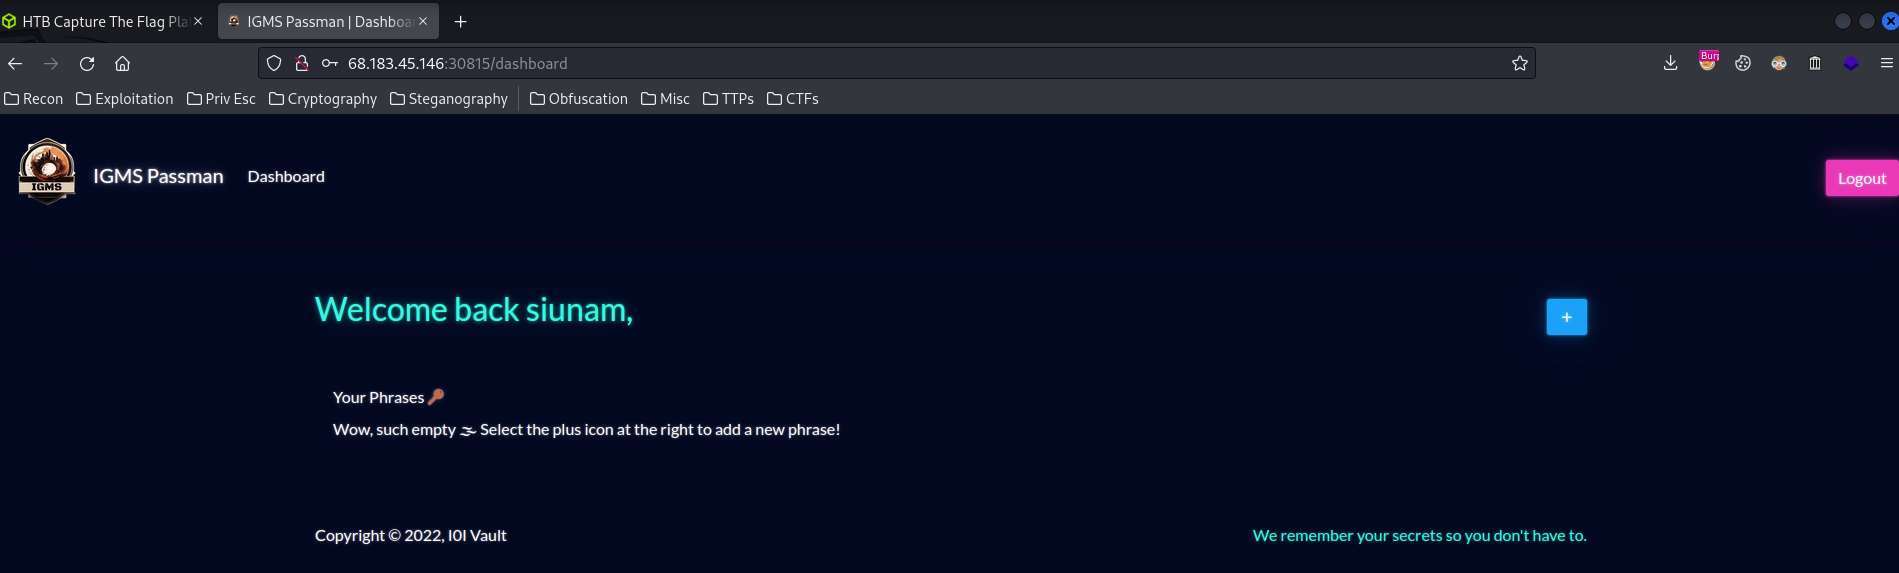 HTB Capture The Flag Pla
IGMS Passman | Dashboar
68.183.45.146:30815/dashboard
Recon Exploitation Priv Esc Cryptography Steganography Obfuscation Misc TTPs CTFs
IGMS
IGMS Passman Dashboard Logout
Welcome back siunam,
+
Your Phrases
Wow, such empty Select the plus icon at the right to add a new phrase!
Copyright © 2022, I0I Vault We remember your secrets so you don't have to.